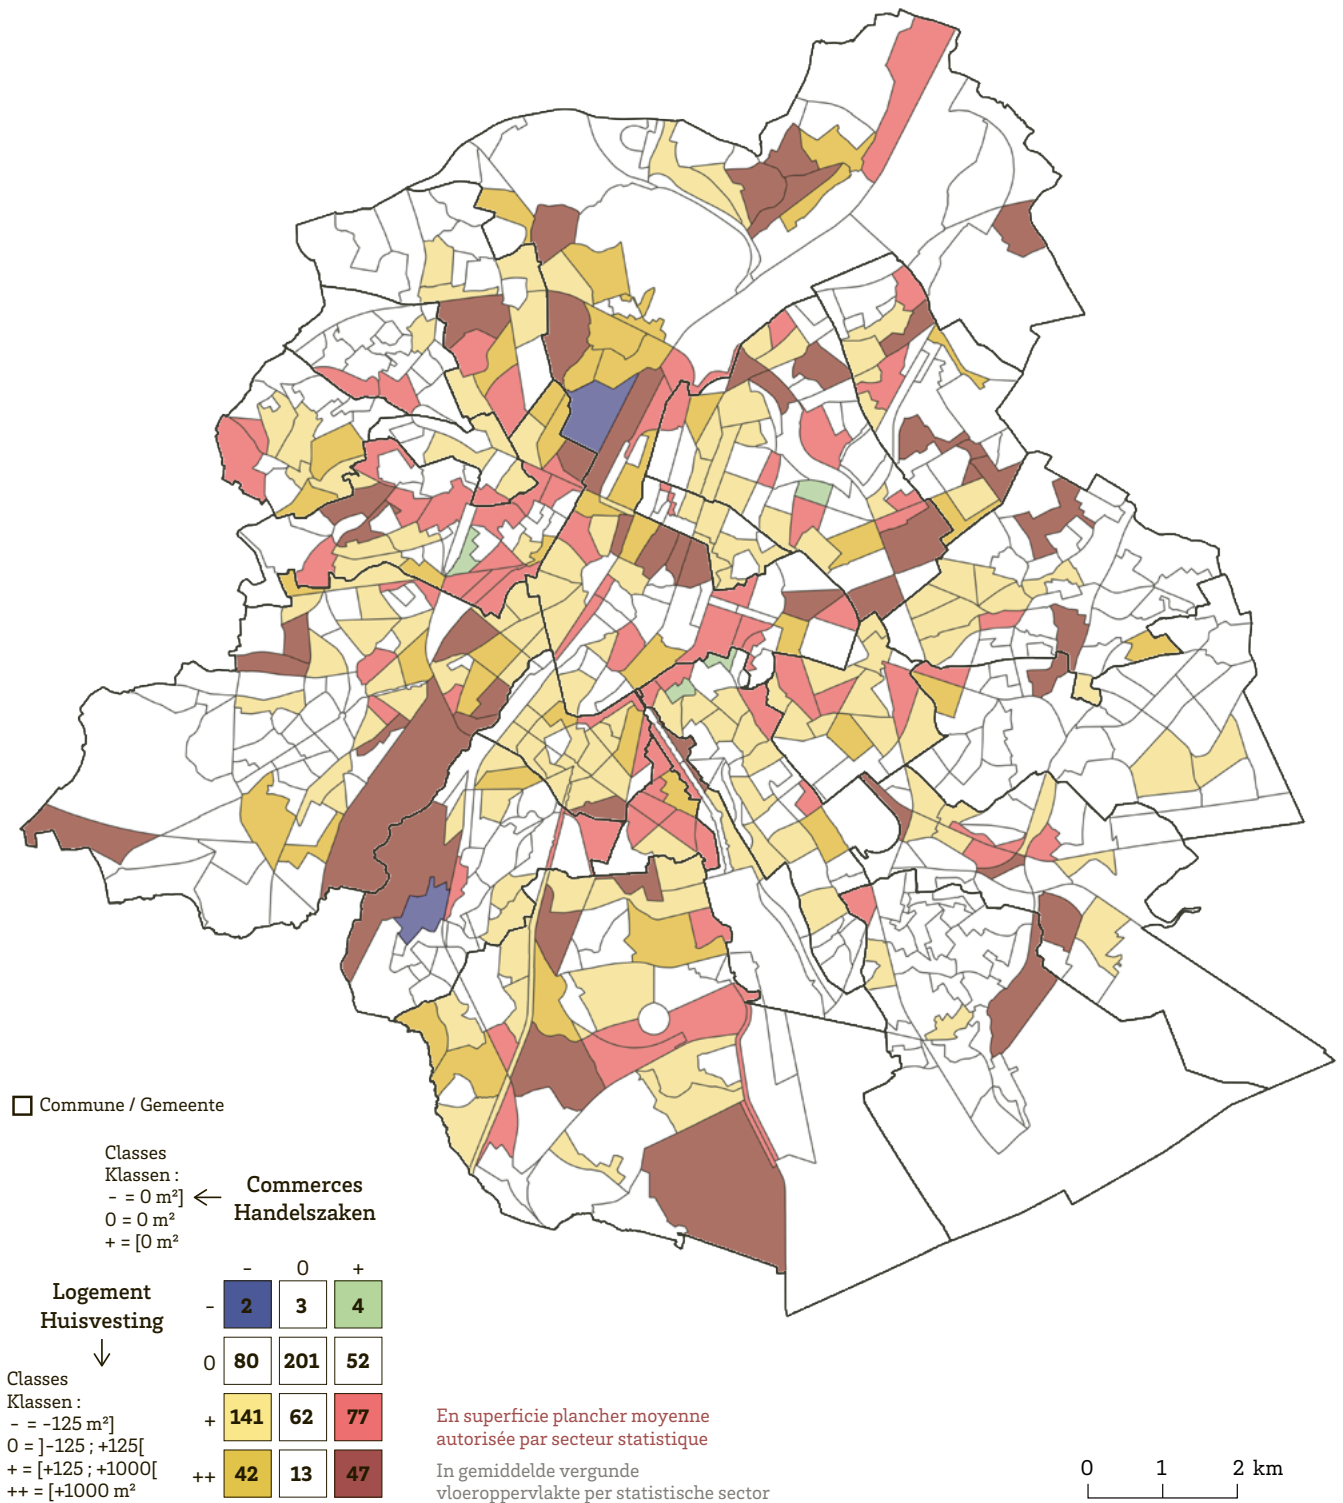 Commune / Gemeente
Classes
Klassen :
- = 0 m²]
0 = 0 m²
+ = [0 m²
Commerces
Handelszaken
- 0 +
Logement
Huisvesting
- 2 3 4
0 80 201 52
+ 141 62 77
++ 42 13 47
Classes
Klassen :
- = -125 m²]
0 = ]-125 ; +125[
+ = [+125 ; +1000[
++ = [+1000 m²
En superficie plancher moyenne
autorisée par secteur statistique
In gemiddelde vergunde
vloeroppervlakte per statistische sector
0 1 2 km